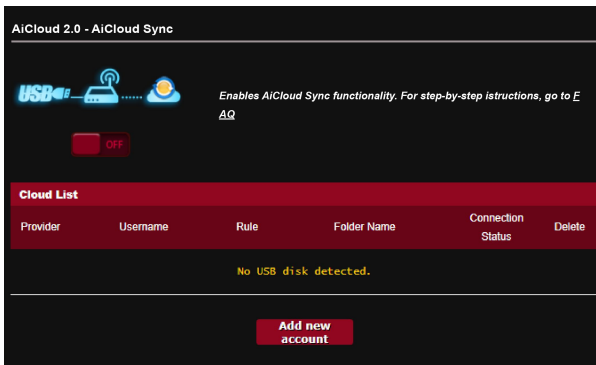 AiCloud 2.0 - AiCloud Sync
USB
Enables AiCloud Sync functionality. For step-by-step istructions, go to F
AQ
OFF
Cloud List
Provider Username Rule Folder Name Connection Status Delete
No USB disk detected.
Add new
account